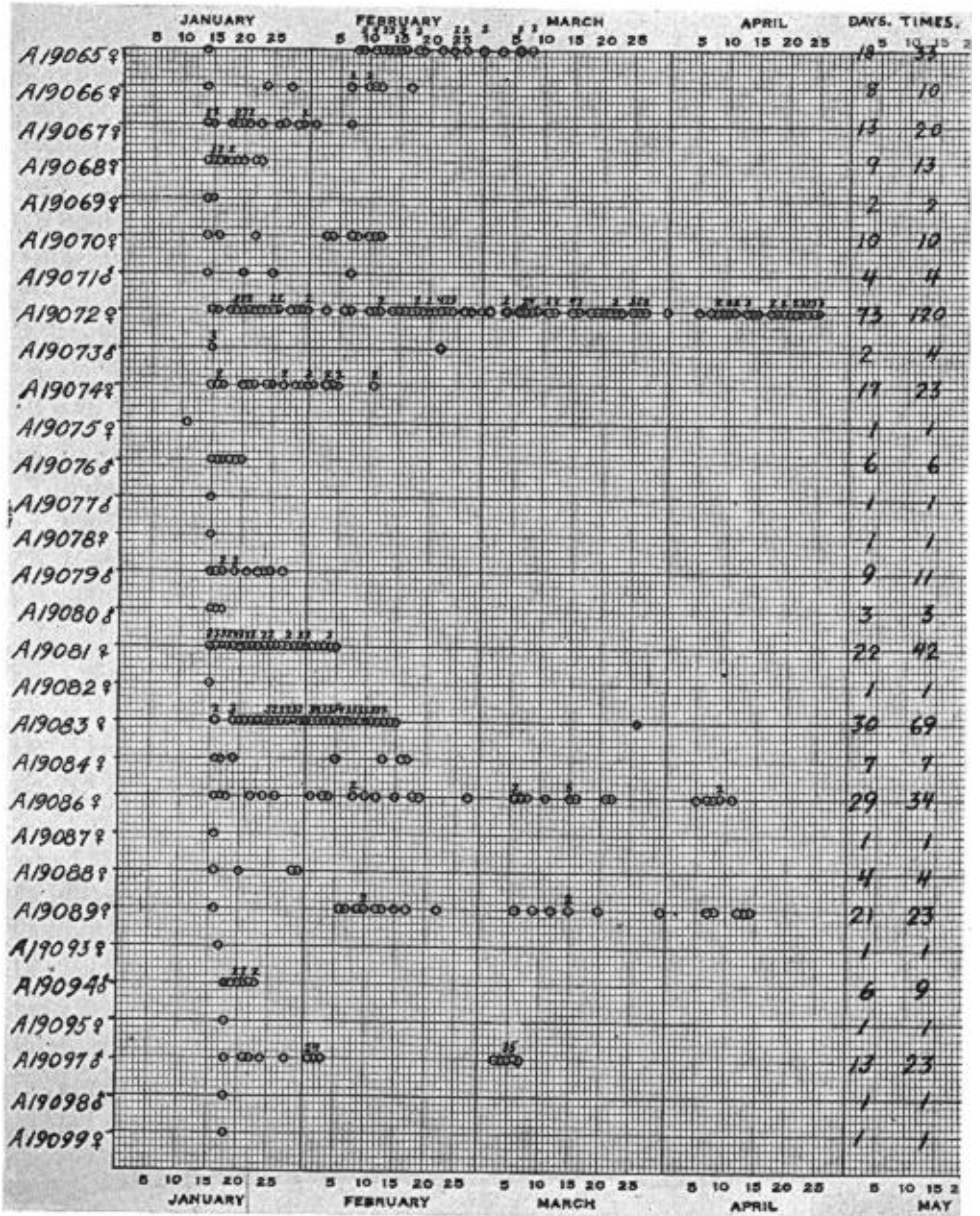 JANUARY FEBRUARY MARCH APRIL DAYS. TIMES.
5 10 15 20 25 5 10 15 20 25 5 10 15 20 25 5 10 15 20 25 5 10 15 2
A19065♀ 18 33
A19066♀ 8 10
A19067♀ 13 20
A19068♀ 9 13
A19069♀ 2 2
A19070♀ 10 10
A19071♂ 4 4
A19072♀ 73 120
A19073♂ 2 4
A19074♀ 17 23
A19075♀ 1 1
A19076♂ 6 6
A19077♂ 1 1
A19078♀ 1 1
A19079♂ 9 11
A19080♂ 3 3
A19081♀ 22 42
A19082♀ 1 1
A19083♀ 30 69
A19084♀ 7 7
A19086♀ 29 34
A19087♀ 1 1
A19088♀ 4 4
A19089♀ 21 23
A19093♀ 1 1
A19094♂ 6 9
A19095♀ 1 1
A19097♂ 13 23
A19098♂ 1 1
A19099♀ 1 1
5 10 15 20 25 5 10 15 20 25 5 10 15 20 25 5 10 15 20 25 5 10 15 2
JANUARY FEBRUARY MARCH APRIL MAY